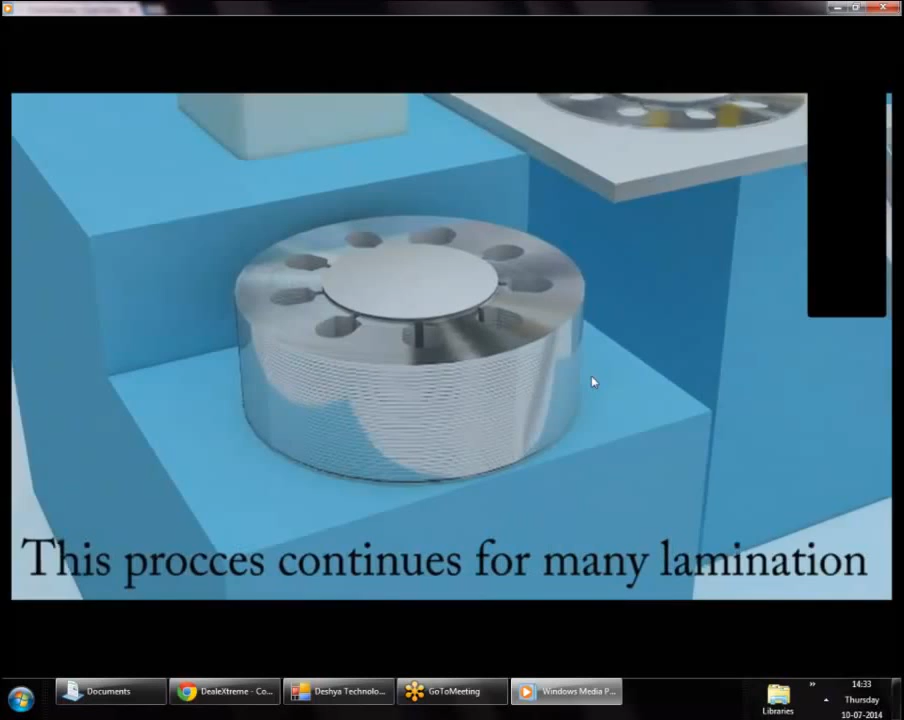 This procces continues for many lamination
Documents
DealeXtreme - Co...
Deshya Technolo...
GoToMeeting
Windows Media P...
Libraries
14:33
Thursday
10-07-2014